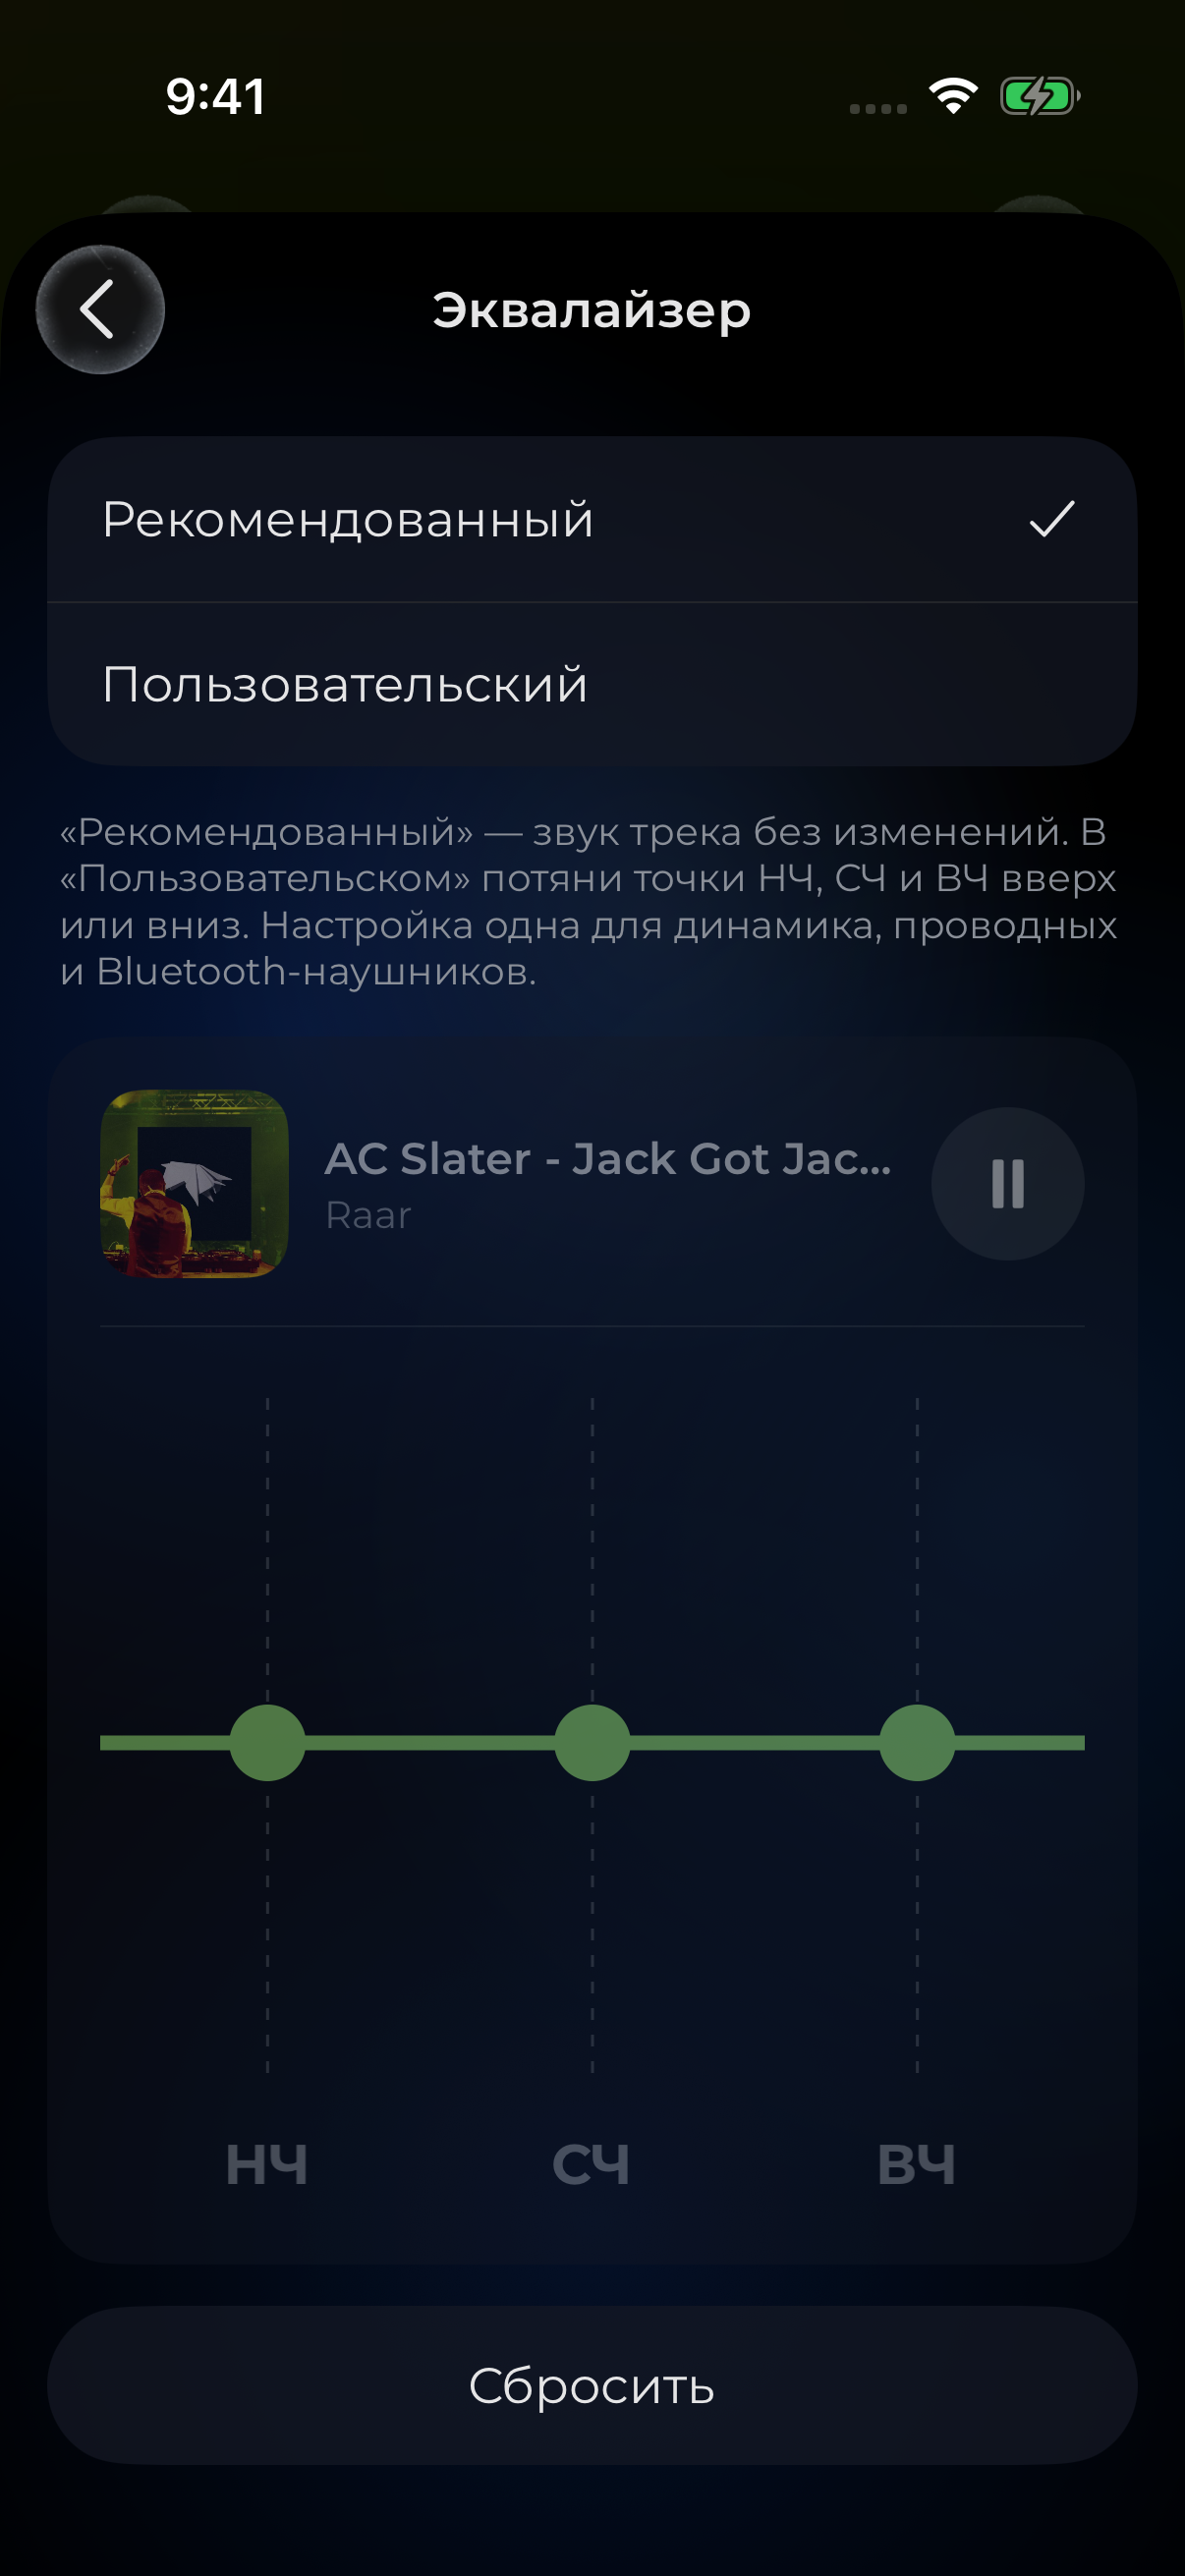 9:41
Эквалайзер
Рекомендованный
Пользовательский
«Рекомендованный» — звук трека без изменений. В
«Пользовательском» потяни точки НЧ, СЧ и ВЧ вверх
или вниз. Настройка одна для динамика, проводных
и Bluetooth-наушников.
AC Slater - Jack Got Jac...
Raar
НЧ СЧ ВЧ
Сбросить